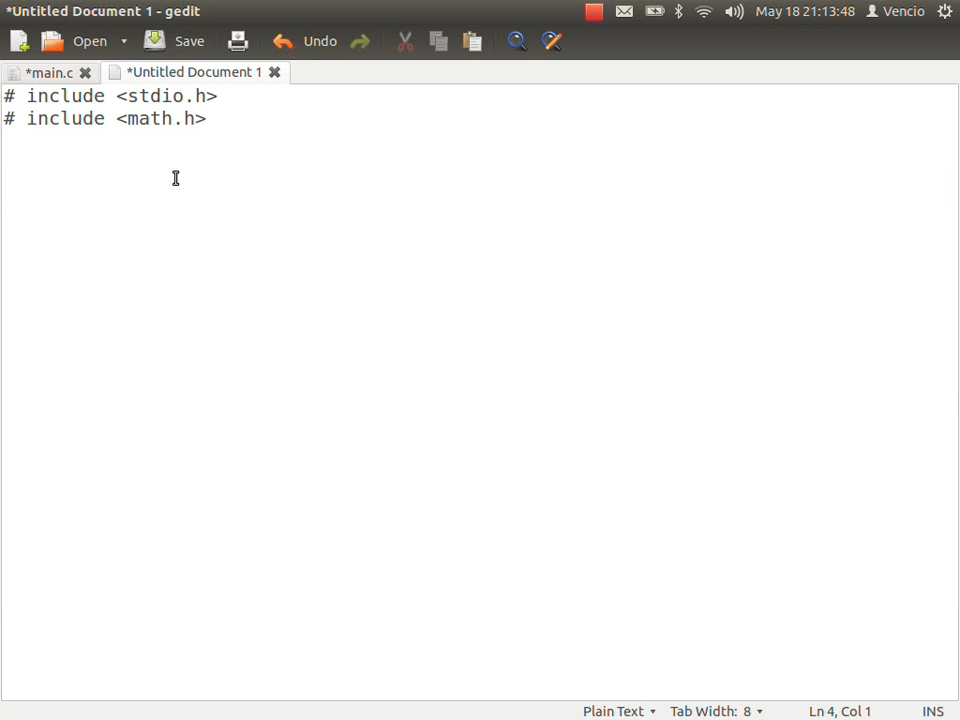 *Untitled Document 1 - gedit
May 18 21:13:48
Vencio
Open
Save
Undo
*main.c
*Untitled Document 1
# include <stdio.h>
# include <math.h>
Plain Text
Tab Width: 8
Ln 4, Col 1
INS